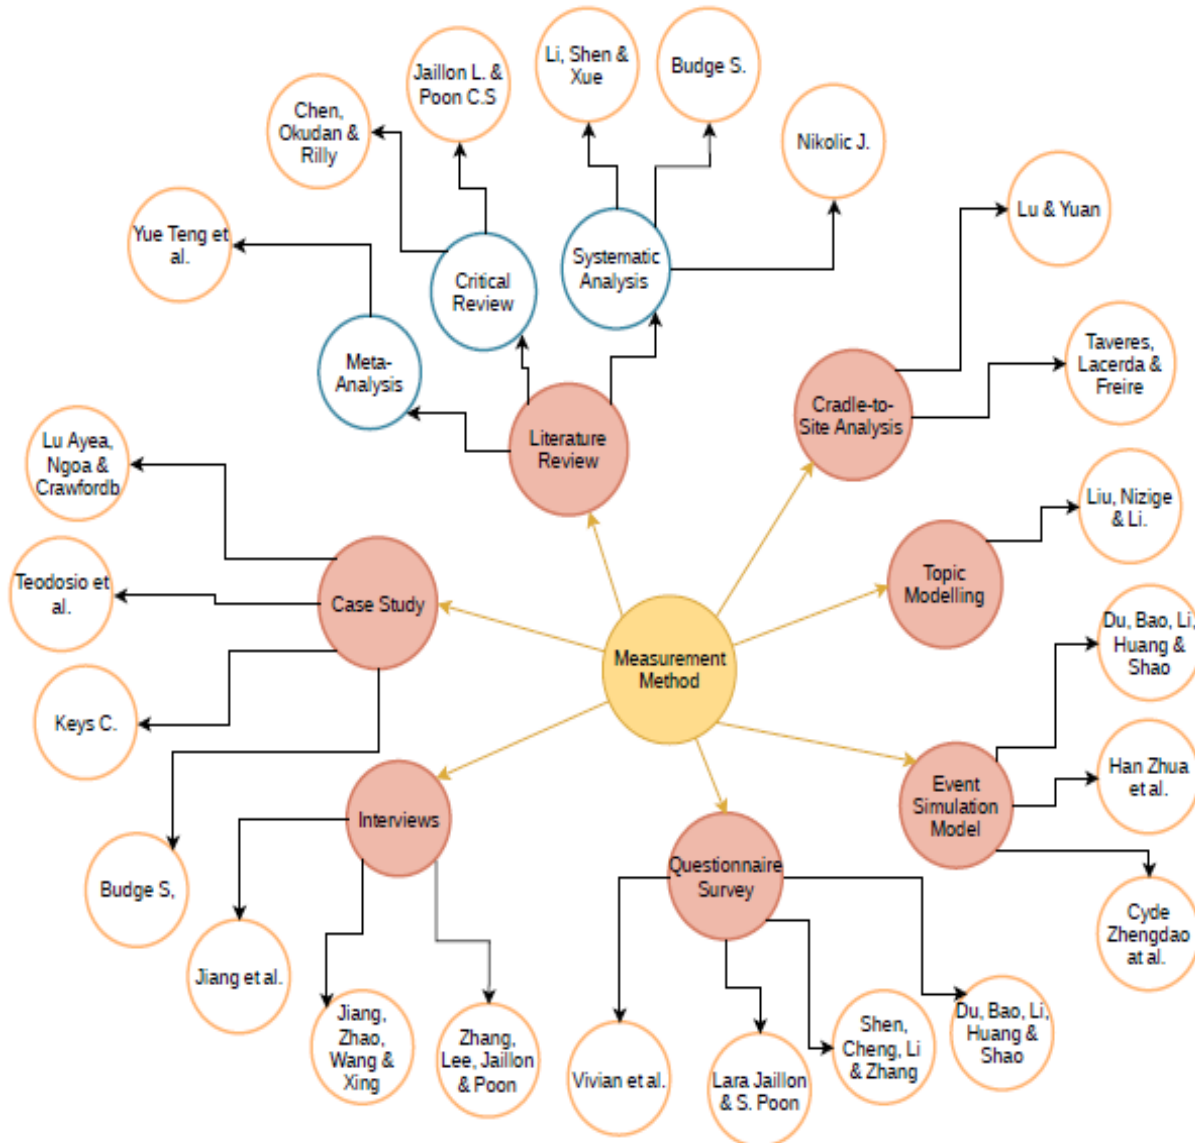 Li, Shen &
Xue
Budge S.
Jaillon L. &
Poon C.S
Chen,
Okudan &
Rilly
Nikolic J.
Lu & Yuan
Yue Teng et
al.
Critical
Review
Systematic
Analysis
Meta-
Analysis
Taveres,
Lacerda &
Freire
Cradle-to-
Site Analysis
Literature
Review
Lu Ayea,
Ngoa &
Crawfordb
Liu, Nizige
& Li.
Topic
Modelling
Teodosio et
al.
Case Study
Measurement
Method
Du, Bao, Li,
Huang &
Shao
Keys C.
Han Zhua
et al.
Event
Simulation
Model
Interviews
Questionnaire
Survey
Budge S,
Cyde
Zhengdao
at al.
Jiang et al.
Jiang,
Zhao,
Wang &
Xing
Zhang,
Lee, Jaillon
& Poon
Vivian et al.
Lara Jaillon
& S. Poon
Shen,
Cheng, Li
& Zhang
Du, Bao, Li,
Huang &
Shao